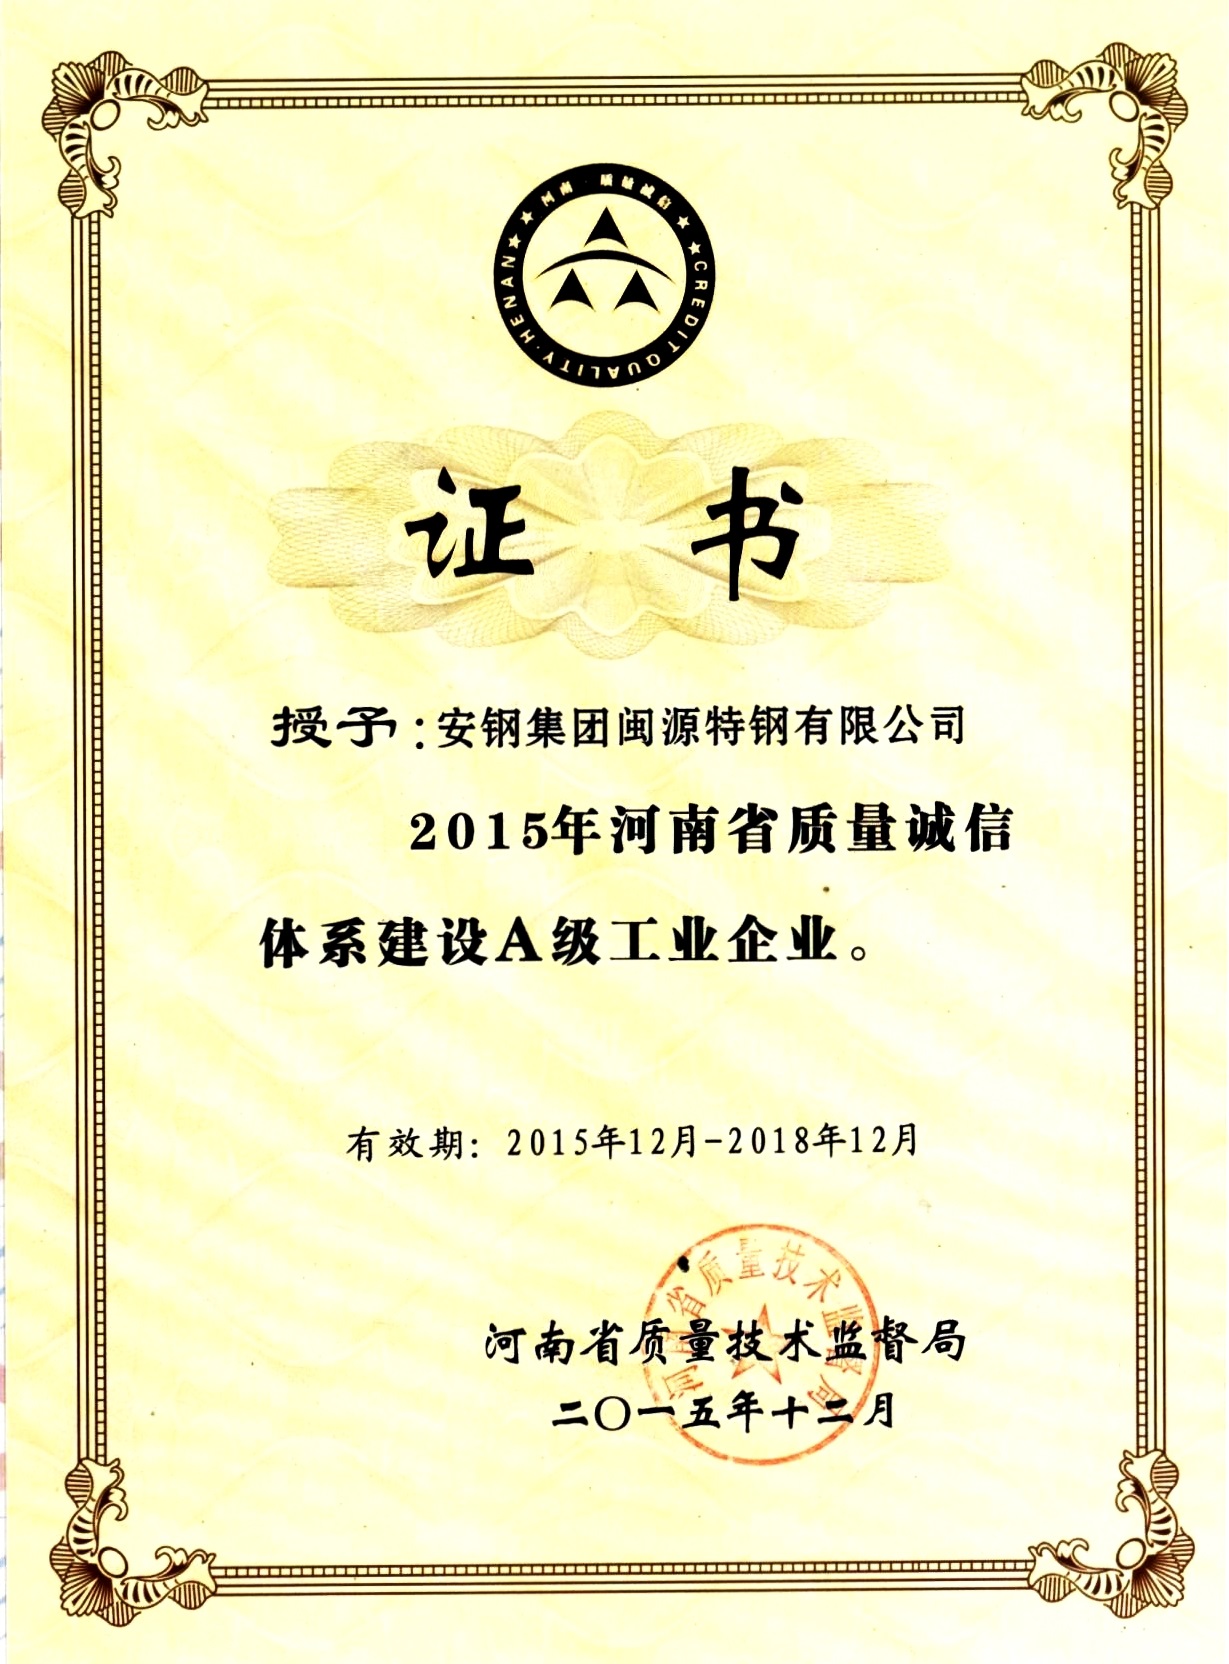 河南·质量诚信
CREDIT QUALITY·HENAN
证书
授予:安钢集团闽源特钢有限公司
2015年河南省质量诚信
体系建设A级工业企业。
有效期：2015年12月-2018年12月
河南省质量技术监督局
河南省质量技术监督局
二〇一五年十二月